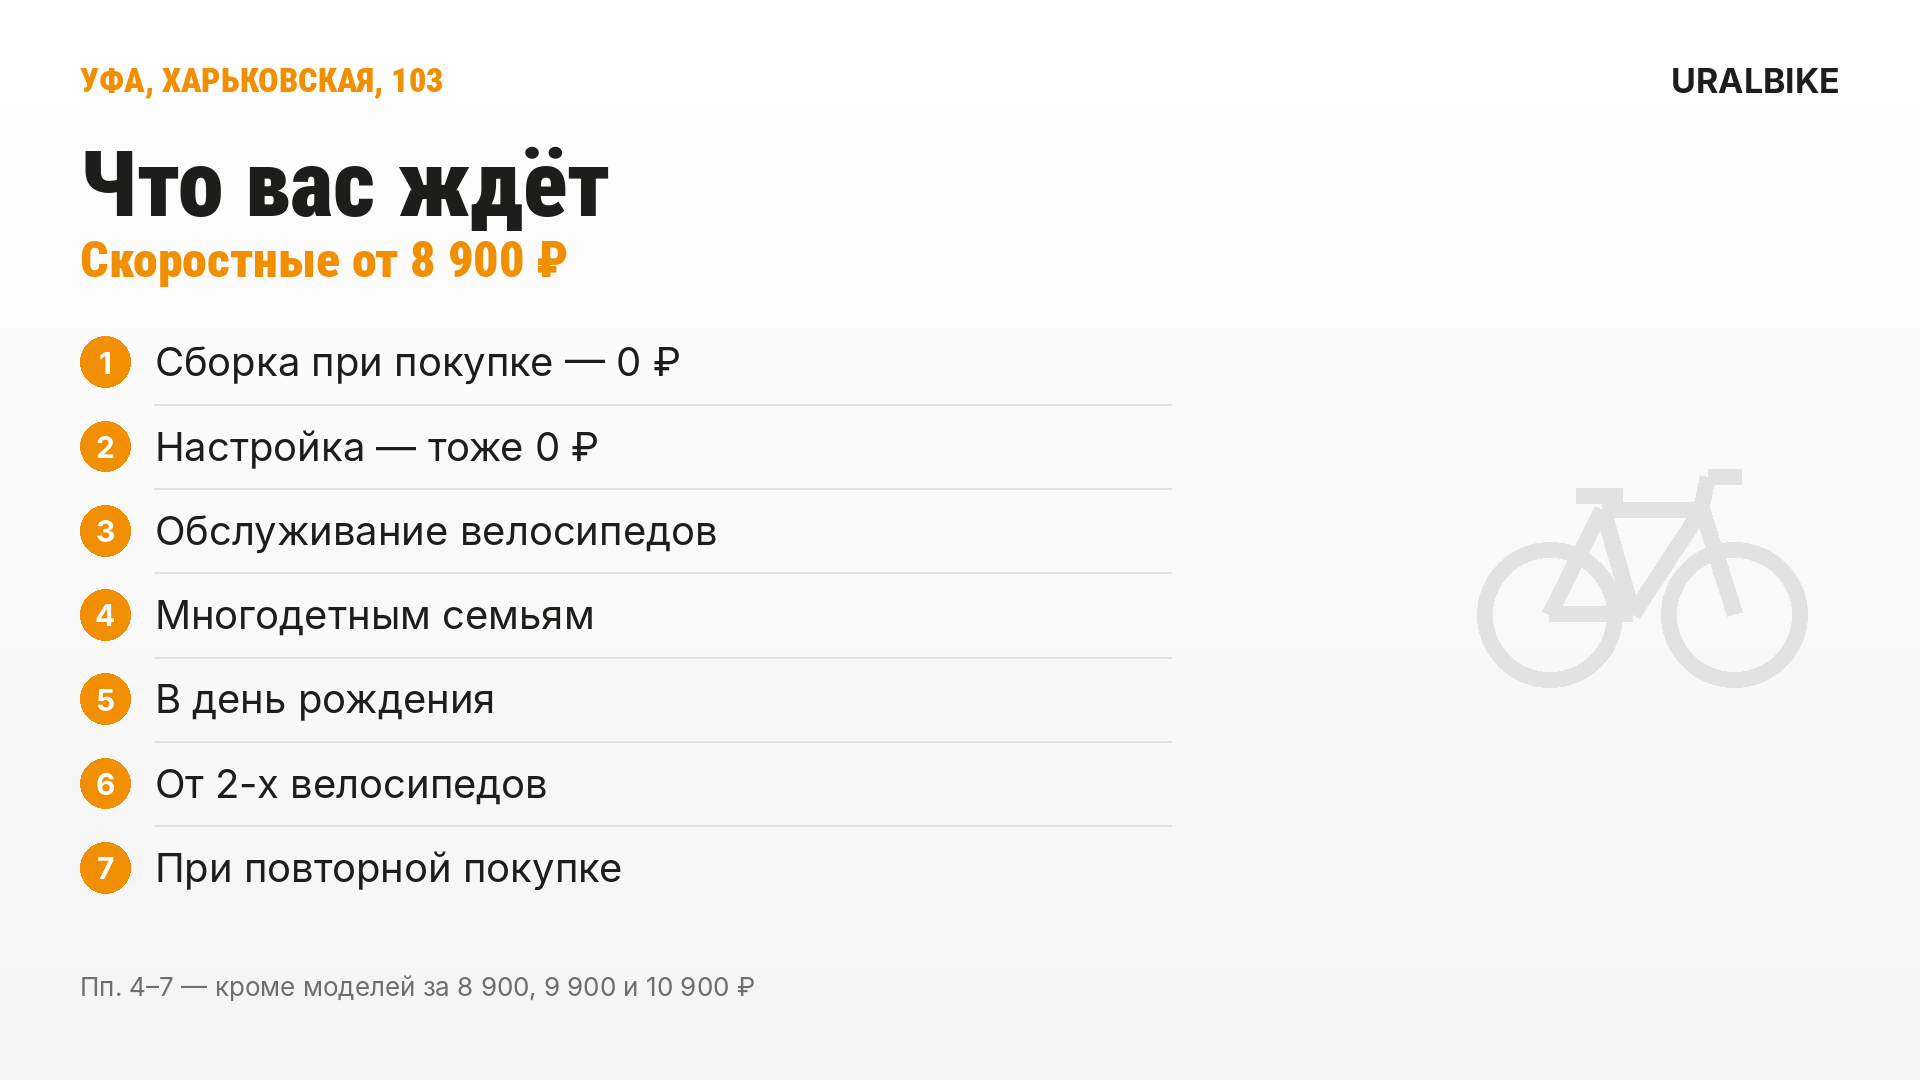 УФА, ХАРЬКОВСКАЯ, 103
URALBIKE
Что вас ждёт
Скоростные от 8 900 ₽
1 Сборка при покупке — 0 ₽
2 Настройка — тоже 0 ₽
3 Обслуживание велосипедов
4 Многодетным семьям
5 В день рождения
6 От 2-х велосипедов
7 При повторной покупке
Пп. 4–7 — кроме моделей за 8 900, 9 900 и 10 900 ₽